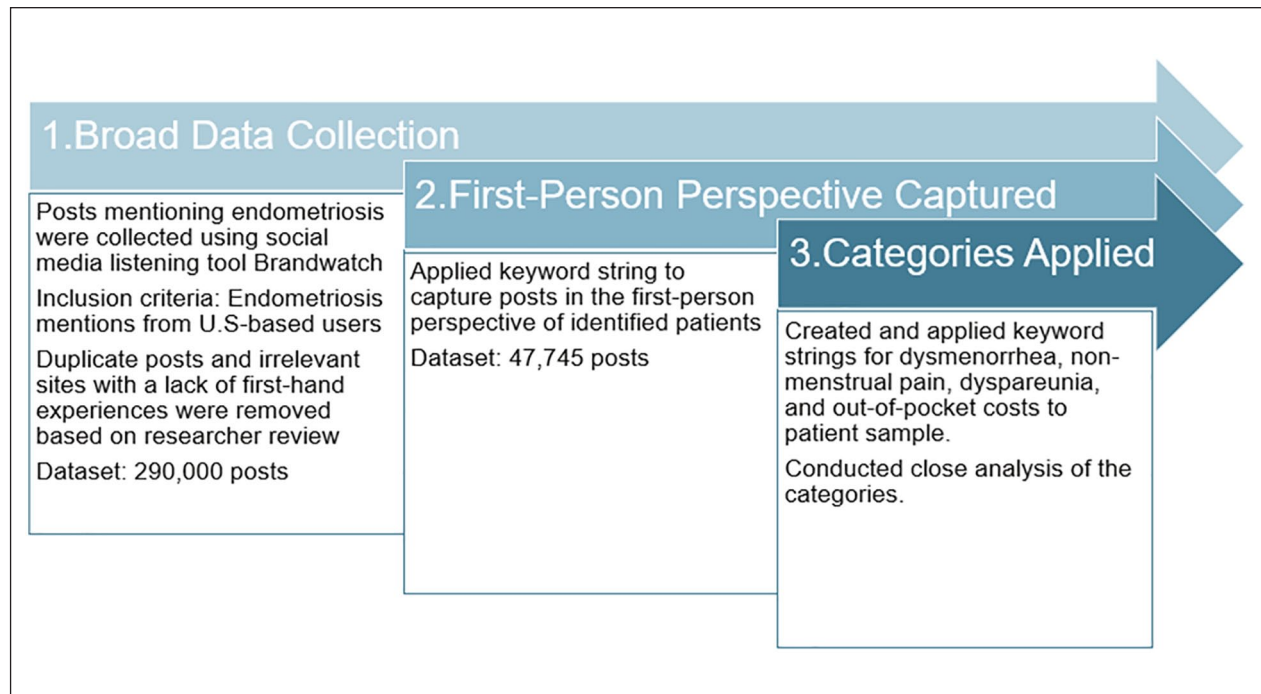 1.Broad Data Collection
Posts mentioning endometriosis
were collected using social
media listening tool Brandwatch
Inclusion criteria: Endometriosis
mentions from U.S-based users
Duplicate posts and irrelevant
sites with a lack of first-hand
experiences were removed
based on researcher review
Dataset: 290,000 posts
2.First-Person Perspective Captured
Applied keyword string to
capture posts in the first-person
perspective of identified patients
Dataset: 47,745 posts
3.Categories Applied
Created and applied keyword
strings for dysmenorrhea, non-
menstrual pain, dyspareunia,
and out-of-pocket costs to
patient sample.
Conducted close analysis of the
categories.